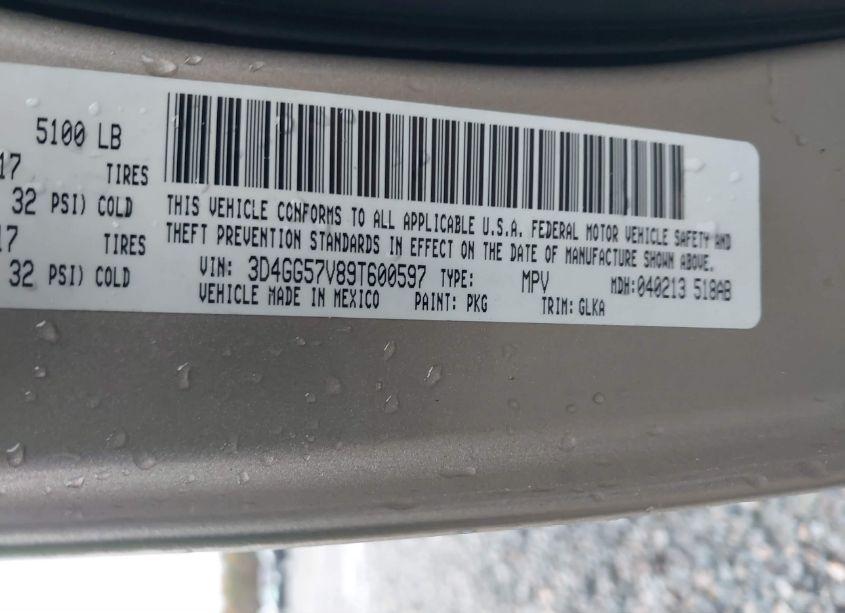 5100 LB
17 TIRES
32 PSI) COLD
17 TIRES
32 PSI) COLD
THIS VEHICLE CONFORMS TO ALL APPLICABLE U.S.A. FEDERAL MOTOR VEHICLE SAFETY AND
THEFT PREVENTION STANDARDS IN EFFECT ON THE DATE OF MANUFACTURE SHOWN ABOVE.
VIN: 3D4GG57V89T600597 TYPE: MPV MDH:040213 518AB
VEHICLE MADE IN MEXICO PAINT: PKG TRIM: GLKA